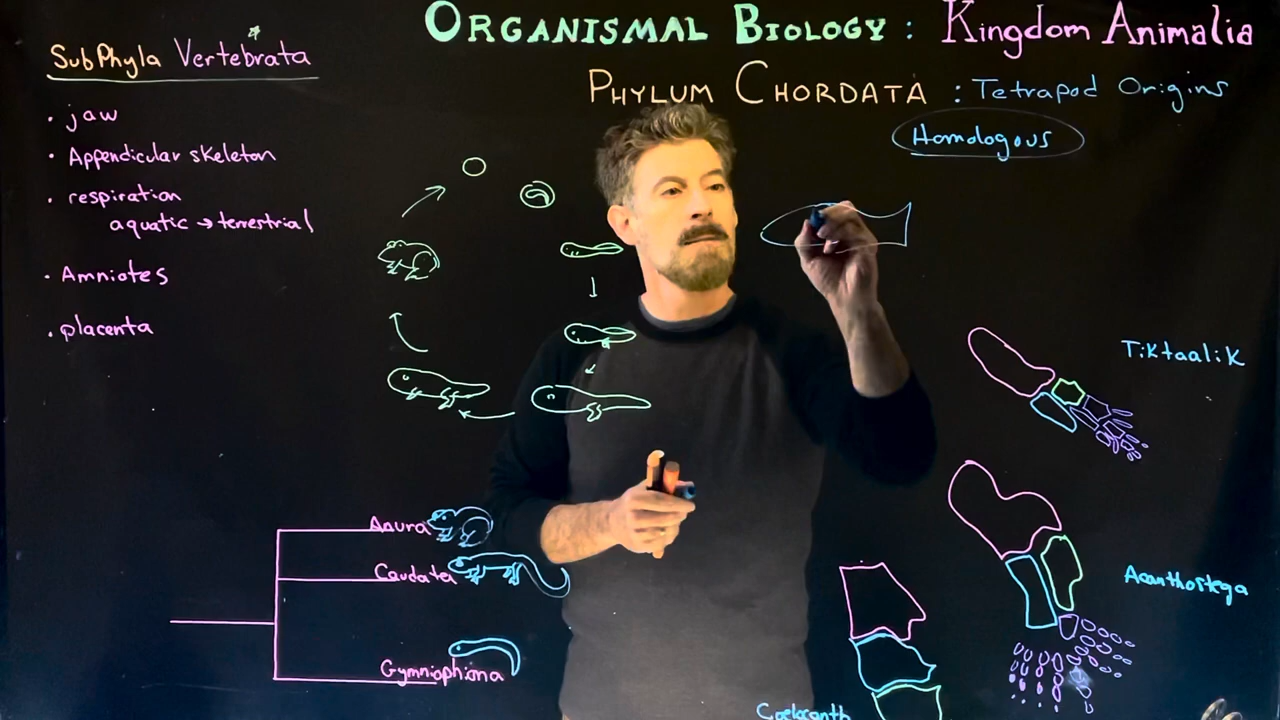 ORGANISMAL BIOLOGY: Kingdom Animalia
PHYLUM CHORDATA : Tetrapod Origins
Homologous
SubPhyla Vertebrata
• jaw
• Appendicular skeleton
• respiration
aquatic → terrestrial
• Amniotes
• placenta
Anura
Caudata
Gymniophiona
Tiktaalik
Acanthostega
Coelacanth